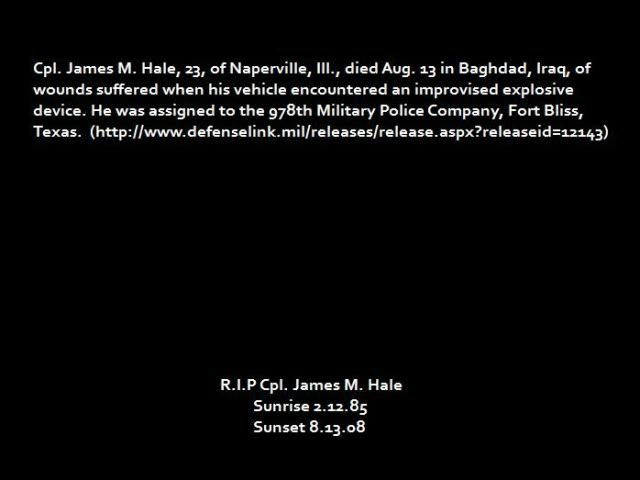 Cpl. James M. Hale, 23, of Naperville, Ill., died Aug. 13 in Baghdad, Iraq, of
wounds suffered when his vehicle encountered an improvised explosive
device. He was assigned to the 978th Military Police Company, Fort Bliss,
Texas.  (http://www.defenselink.mil/releases/release.aspx?releaseid=12143)
R.I.P Cpl. James M. Hale
Sunrise 2.12.85
Sunset 8.13.08